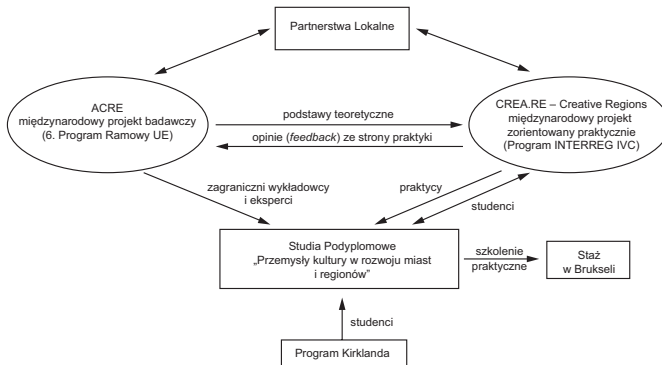 Partnerstwa Lokalne
ACRE
międzynarodowy projekt badawczy
(6. Program Ramowy UE)
podstawy teoretyczne
opinie (feedback) ze strony praktyki
CREA.RE – Creative Regions
międzynarodowy projekt
zorientowany praktycznie
(Program INTERREG IVC)
zagraniczni wykładowcy
i eksperci
praktycy
studenci
Studia Podyplomowe
„Przemysły kultury w rozwoju miast
i regionów”
szkolenie
praktyczne
Staż
w Brukseli
studenci
Program Kirklanda